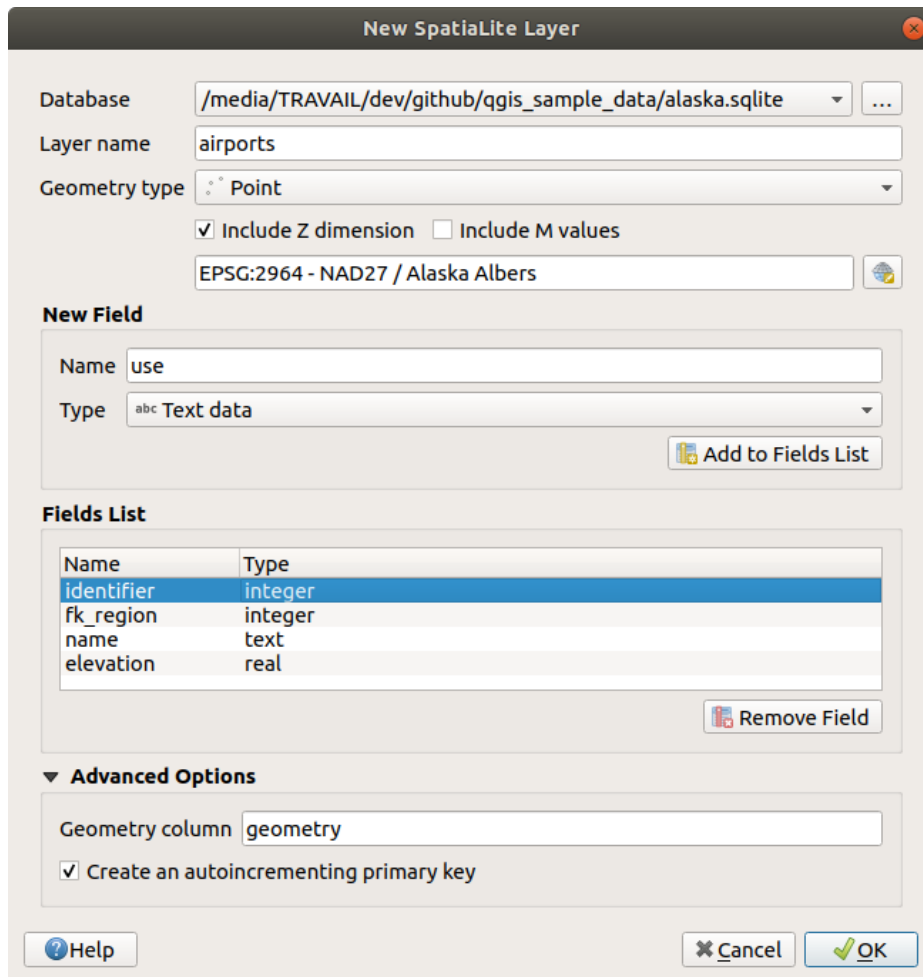 New SpatiaLite Layer
Database /media/TRAVAIL/dev/github/qgis_sample_data/alaska.sqlite ...
Layer name airports
Geometry type Point
Include Z dimension Include M values
EPSG:2964 - NAD27 / Alaska Albers
New Field
Name use
Type abc Text data
Add to Fields List
Fields List
Name Type
identifier integer
fk_region integer
name text
elevation real
Remove Field
Advanced Options
Geometry column geometry
Create an autoincrementing primary key
Help Cancel OK